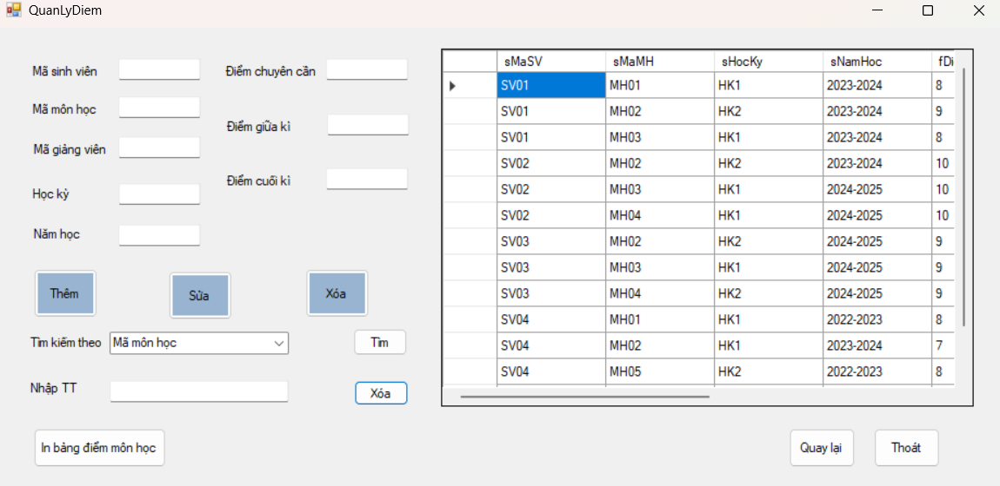 QuanLyDiem
Mã sinh viên
Điểm chuyên cần
Mã môn học
Điểm giữa kì
Mã giảng viên
Điểm cuối kì
Học kỳ
Năm học
Thêm
Sửa
Xóa
Tìm kiếm theo Mã môn học Tìm
Nhập TT Xóa
In bảng điểm môn học
sMaSV sMaMH sHocKy sNamHoc fDi
SV01 MH01 HK1 2023-2024 8
SV01 MH02 HK2 2023-2024 9
SV01 MH03 HK1 2023-2024 8
SV02 MH02 HK2 2023-2024 10
SV02 MH03 HK1 2024-2025 10
SV02 MH04 HK1 2024-2025 10
SV03 MH02 HK2 2024-2025 9
SV03 MH03 HK1 2024-2025 9
SV03 MH04 HK2 2024-2025 9
SV04 MH01 HK1 2022-2023 8
SV04 MH02 HK1 2023-2024 7
SV04 MH05 HK2 2022-2023 8
Quay lại
Thoát